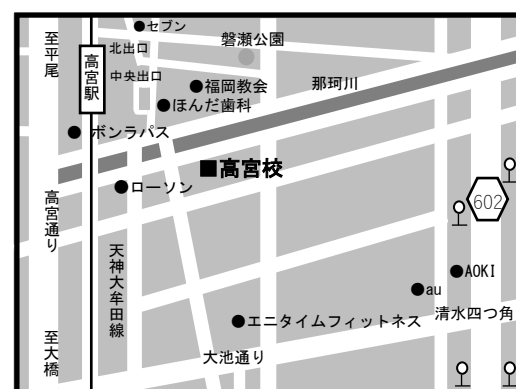 至平尾
高宮駅
北出口
中央出口
●セブン
磐瀬公園
●福岡教会
●ほんだ歯科
那珂川
●ボンラパス
■高宮校
●ローソン
高宮通り
天神大牟田線
602
●AOKI
●au
清水四つ角
●エニタイムフィットネス
大池通り
至大橋